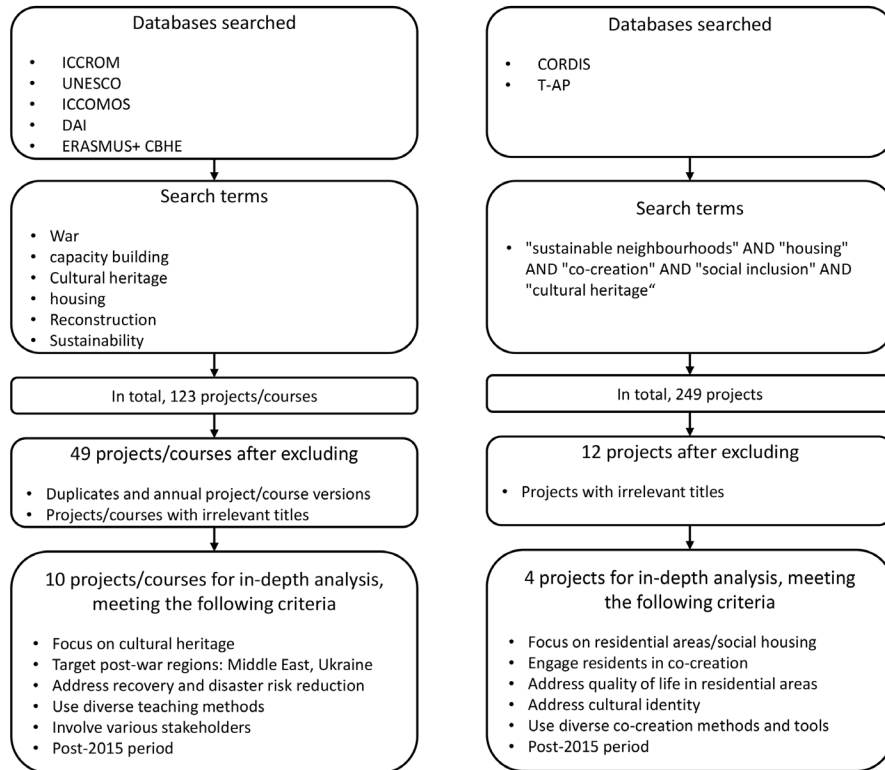 Databases searched
• ICCROM
• UNESCO
• ICCOMOS
• DAI
• ERASMUS+ CBHE
Search terms
• War
• capacity building
• Cultural heritage
• housing
• Reconstruction
• Sustainability
In total, 123 projects/courses
49 projects/courses after excluding
• Duplicates and annual project/course versions
• Projects/courses with irrelevant titles
10 projects/courses for in-depth analysis,
meeting the following criteria
• Focus on cultural heritage
• Target post-war regions: Middle East, Ukraine
• Address recovery and disaster risk reduction
• Use diverse teaching methods
• Involve various stakeholders
• Post-2015 period
Databases searched
• CORDIS
• T-AP
Search terms
• "sustainable neighbourhoods" AND "housing"
AND "co-creation" AND "social inclusion" AND
"cultural heritage“
In total, 249 projects
12 projects after excluding
• Projects with irrelevant titles
4 projects for in-depth analysis, meeting
the following criteria
• Focus on residential areas/social housing
• Engage residents in co-creation
• Address quality of life in residential areas
• Address cultural identity
• Use diverse co-creation methods and tools
• Post-2015 period